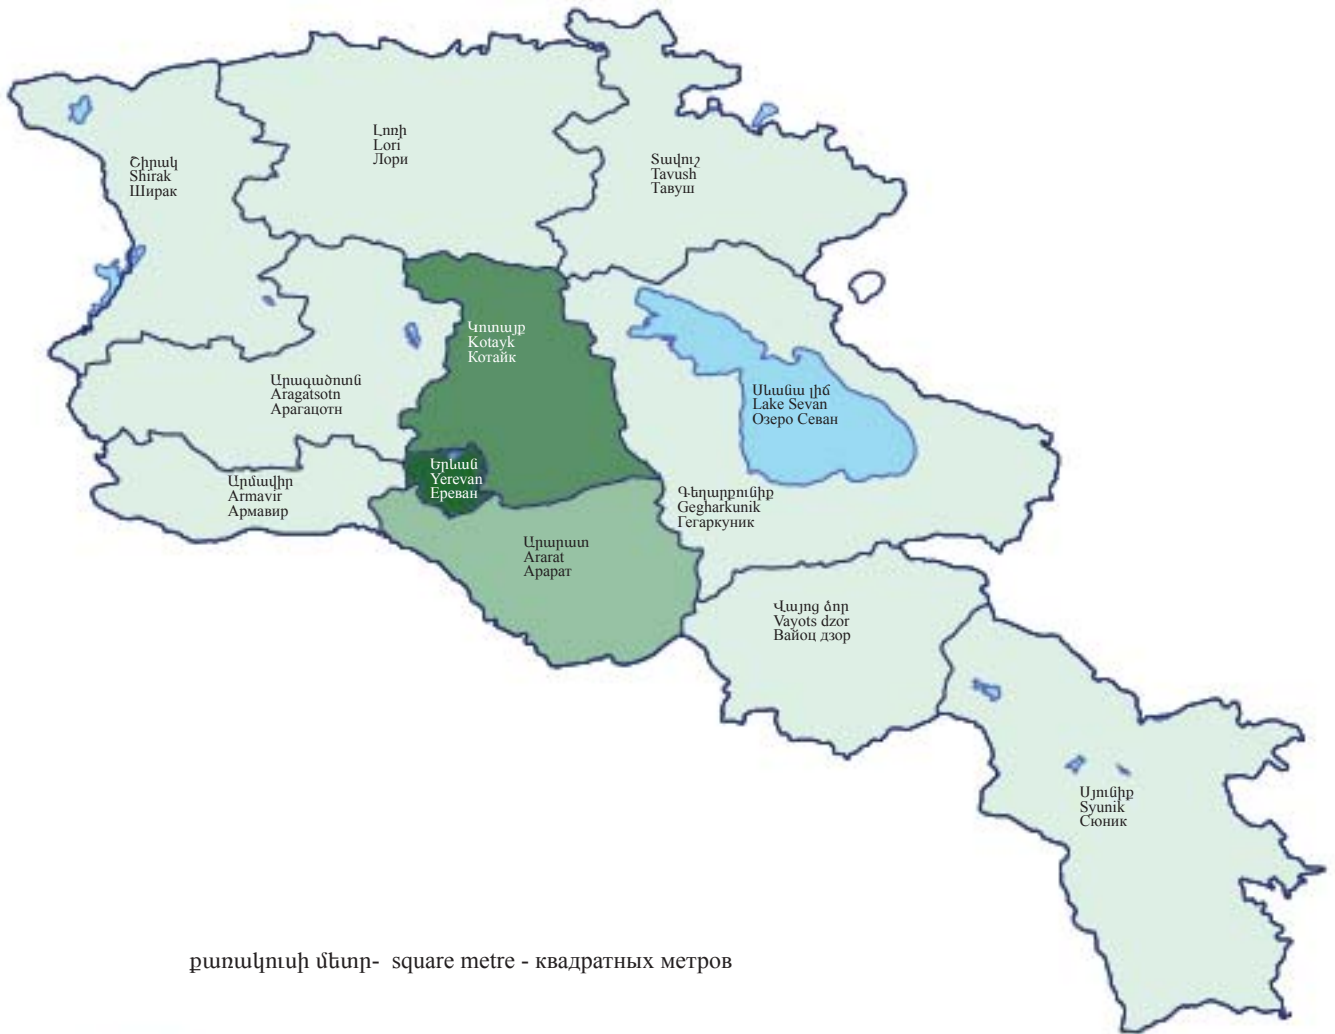 Լոռի
Lori
Лори
Շիրակ
Shirak
Ширак
Տավուշ
Tavush
Тавуш
Կոտայք
Kotayk
Котайк
Արագածոտն
Aragatsotn
Арагацотн
Սևանա լիճ
Lake Sevan
Озеро Севан
Երևան
Yerevan
Ереван
Արմավիր
Armavir
Армавир
Գեղարքունիք
Gegharkunik
Гегаркуник
Արարատ
Ararat
Арарат
Վայոց ձոր
Vayots dzor
Вайоц дзор
Սյունիք
Syunik
Сюник
քառակուսի մետր- square metre - квадратных метров